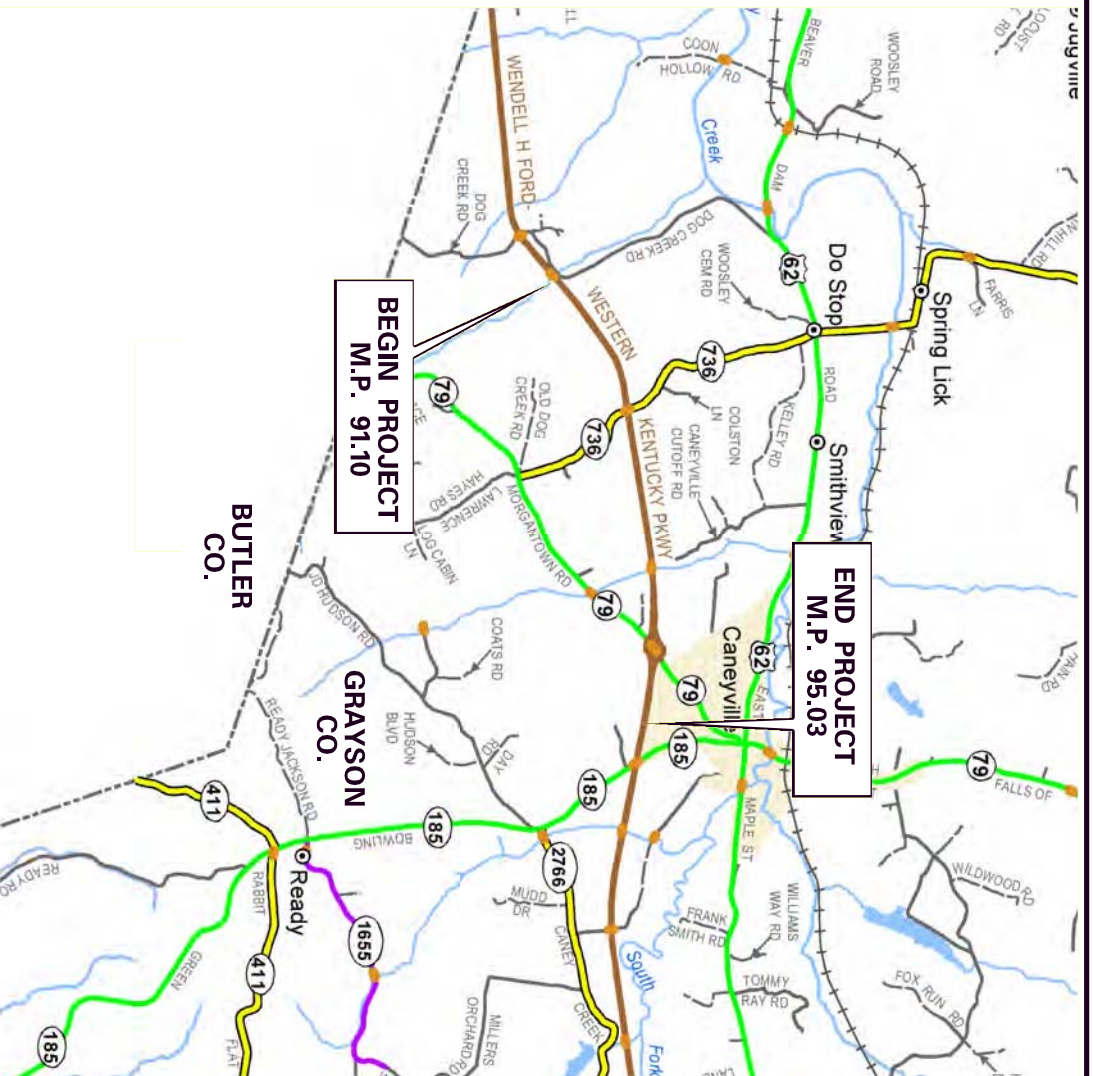 BEAVER
WOOSLEY
ROAD
LOCUST
RD
COON
HOLLOW RD
Creek
DAM
WENDELL H FORD-
DOG
CREEK RD
DOG CREEK RD
WOOSLEY
CEM RD
62
Do Stop
Spring Lick
FARRIS
LN
HILL RD
WESTERN
736
ROAD
BEGIN PROJECT
M.P. 91.10
79
OLD DOG
CREEK RD
736
KENTUCKY PKWY
COLSTON
LN
CANEYVILLE
CUTOFF RD
KELLEY RD
Smithview
HAYES RD
LAWRENCE
LOG CABIN
LN
MORGANTOWN RD
79
BUTLER
CO.
JD HUDSON RD
COATS RD
Caneyville
62
EAST
79
END PROJECT
M.P. 95.03
GRAYSON
CO.
HUDSON
BLVD
DAY
RD
READY JACKSON RD
185
185
185
79
FALLS OF
411
BOWLING
MAPLE ST
WILDWOOD
READY RD
RABBIT
Ready
2766
MUDD
DR
CANEY
CREEK
FRANK
SMITH RD
WILLIAMS
WAY RD
1655
411
GREEN
FLAT
185
MILLERS
ORCHARD RD
South
Fork
TOMMY
RAY RD
FOX RUN RD